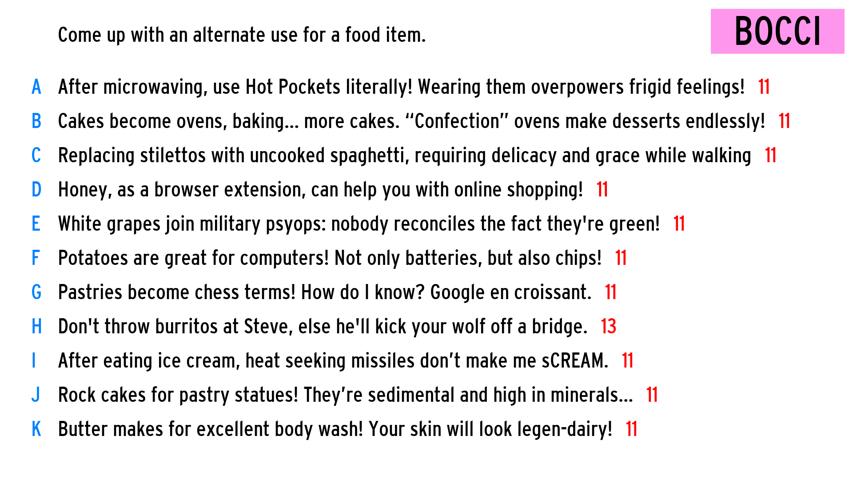 Come up with an alternate use for a food item.
BOCCI
A After microwaving, use Hot Pockets literally! Wearing them overpowers frigid feelings! 11
B Cakes become ovens, baking... more cakes. “Confection” ovens make desserts endlessly! 11
C Replacing stilettos with uncooked spaghetti, requiring delicacy and grace while walking 11
D Honey, as a browser extension, can help you with online shopping! 11
E White grapes join military psyops: nobody reconciles the fact they're green! 11
F Potatoes are great for computers! Not only batteries, but also chips! 11
G Pastries become chess terms! How do I know? Google en croissant. 11
H Don't throw burritos at Steve, else he'll kick your wolf off a bridge. 13
I After eating ice cream, heat seeking missiles don’t make me sCREAM. 11
J Rock cakes for pastry statues! They’re sedimental and high in minerals... 11
K Butter makes for excellent body wash! Your skin will look legen-dairy! 11